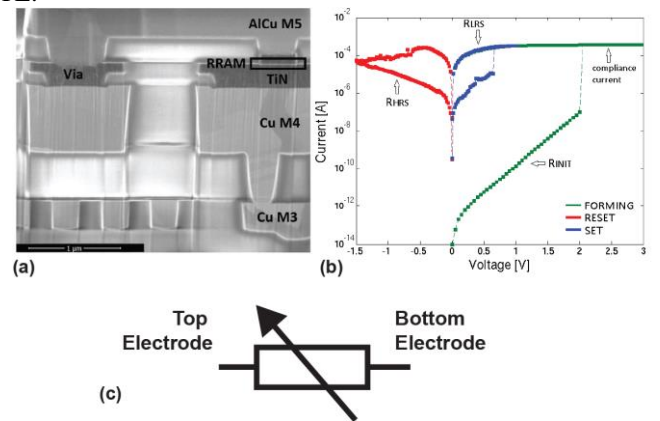 AlCu M5
RRAM
Via
TiN
Cu M4
Cu M3
1 µm
(a)
10-2
10-4
10-6
10-8
10-10
10-12
10-14
Current [A]
RLRS
RHRS
compliance
current
RINIT
FORMING
RESET
SET
-1.5 -1 -0.5 0 0.5 1 1.5 2 2.5 3
Voltage [V]
(b)
Top
Electrode
Bottom
Electrode
(c)